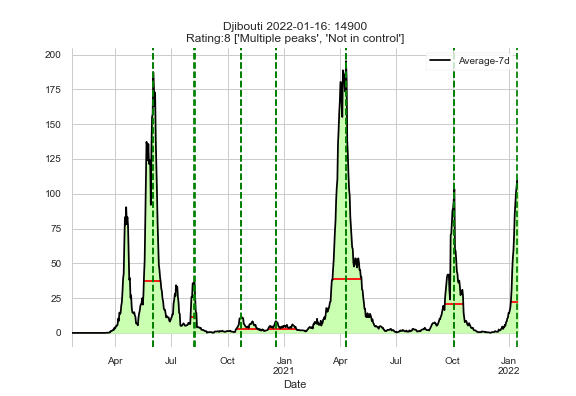 Djibouti 2022-01-16: 14900
Rating:8 ['Multiple peaks', 'Not in control']
200
175
150
125
100
75
50
25
0
Average-7d
Apr
Jul
Oct
Jan
2021
Apr
Jul
Oct
Jan
2022
Date